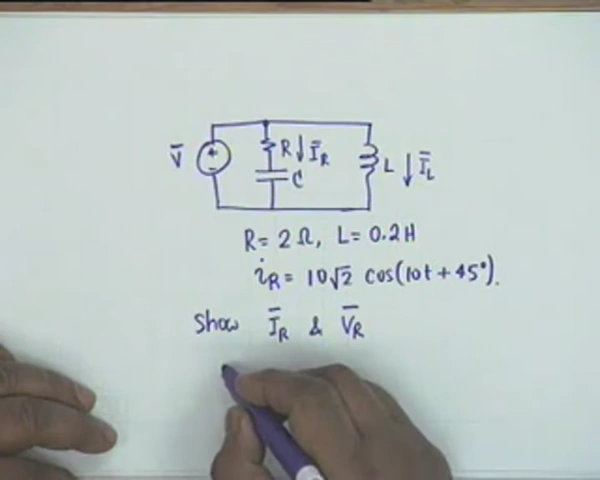 V̄ + - R ↓ Ī_R C L ↓ Ī_L
R = 2 Ω, L = 0.2 H
i_R = 10√2 cos(10t + 45°).
Show Ī_R & V̄_R